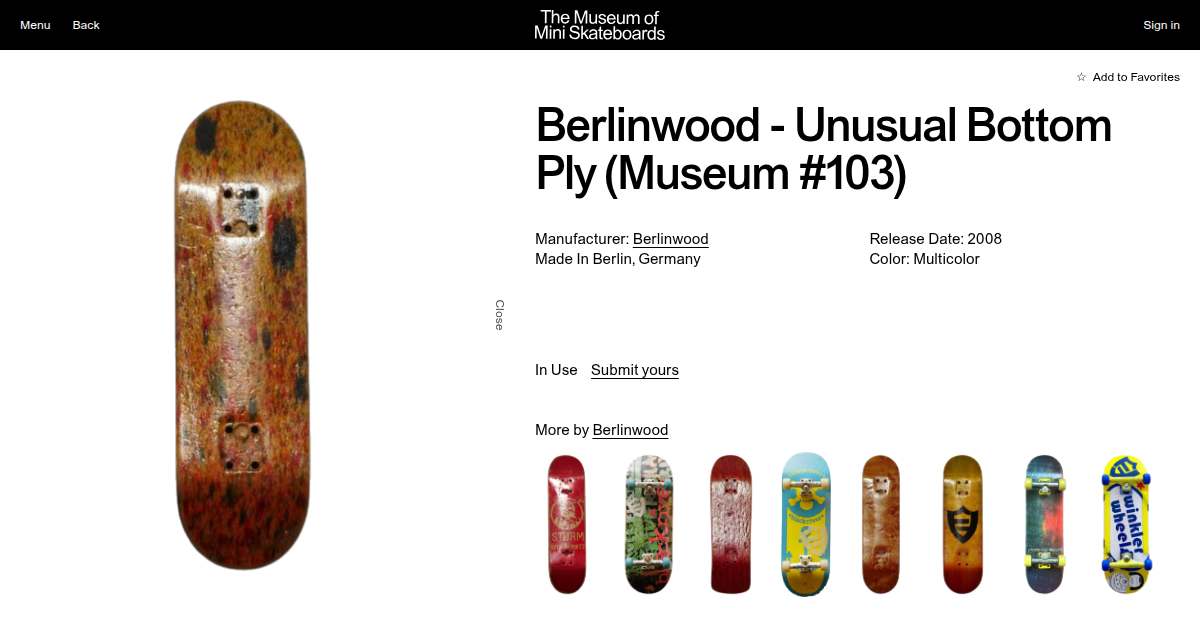 Menu
Back
The Museum of
Mini Skateboards
Sign in
☆ Add to Favorites
Berlinwood - Unusual Bottom
Ply (Museum #103)
Manufacturer: Berlinwood
Made In Berlin, Germany
Release Date: 2008
Color: Multicolor
Close
In Use
Submit yours
More by Berlinwood
STURM
winkler
wheels